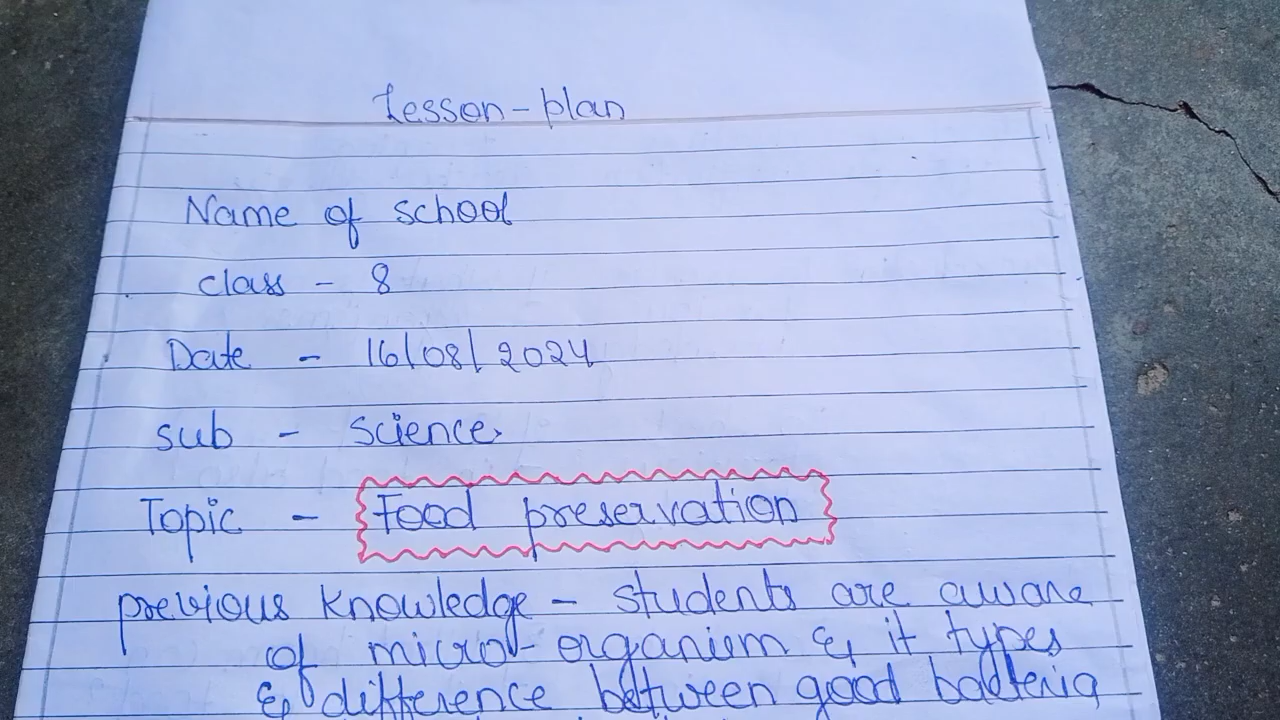 Lesson-plan
Name of school
class - 8
Date - 16/08/2024
sub - science
Topic - Food preservation
previous knowledge - students are aware
of micro-organism & it types
& difference between good bacteria